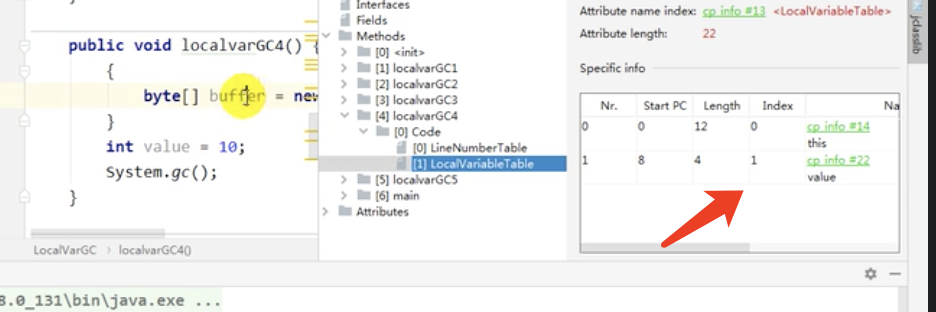 public void localvarGC4() {
{
byte[] buffer = new
}
int value = 10;
System.gc();
}
LocalVarGC > localvarGC4()
Interfaces
Fields
Methods
[0] <init>
[1] localvarGC1
[2] localvarGC2
[3] localvarGC3
[4] localvarGC4
[0] Code
[0] LineNumberTable
[1] LocalVariableTable
[5] localvarGC5
[6] main
Attributes
Attribute name index: cp info #13 <LocalVariableTable>
Attribute length: 22
Specific info
Nr. Start PC Length Index Na
0 0 12 0 cp info #14
this
1 8 4 1 cp info #22
value
jclasslib
8.0_131\bin\java.exe ...